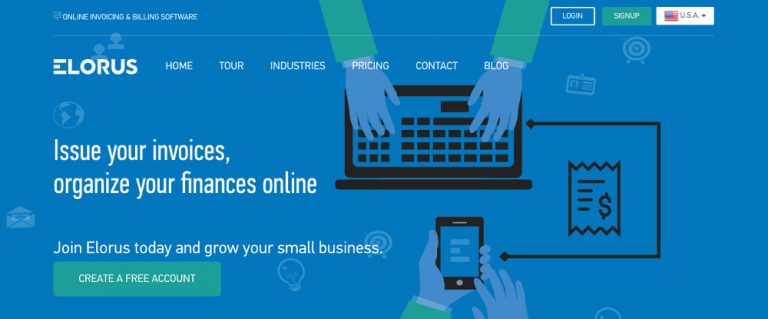 ONLINE INVOICING & BILLING SOFTWARE
LOGIN
SIGNUP
U.S.A.
ELORUS
HOME
TOUR
INDUSTRIES
PRICING
CONTACT
BLOG
Issue your invoices,
organize your finances online
$
Join Elorus today and grow your small business.
CREATE A FREE ACCOUNT